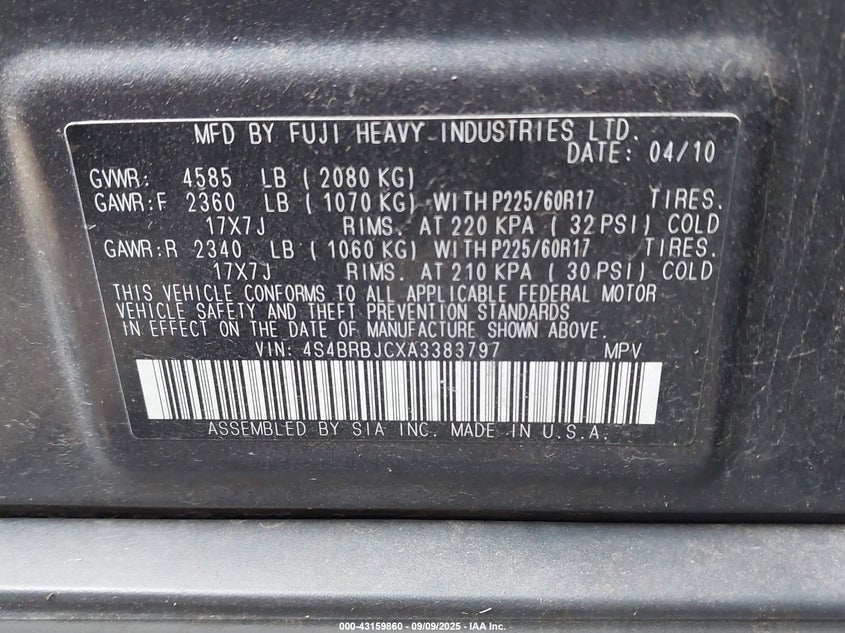 MFD BY FUJI HEAVY INDUSTRIES LTD.
DATE: 04/10
GVWR: 4585 LB ( 2080 KG)
GAWR:F 2360 LB ( 1070 KG) WITH P225/60R17 TIRES.
17X7J RIMS. AT 220 KPA ( 32 PSI) COLD
GAWR:R 2340 LB ( 1060 KG) WITH P225/60R17 TIRES.
17X7J RIMS. AT 210 KPA ( 30 PSI) COLD
THIS VEHICLE CONFORMS TO ALL APPLICABLE FEDERAL MOTOR
VEHICLE SAFETY AND THEFT PREVENTION STANDARDS
IN EFFECT ON THE DATE OF MANUFACTURE SHOWN ABOVE.
VIN: 4S4BRBJCXA3383797 MPV
ASSEMBLED BY SIA INC. MADE IN U.S.A.
000-43159860 - 09/09/2025 - IAA Inc.